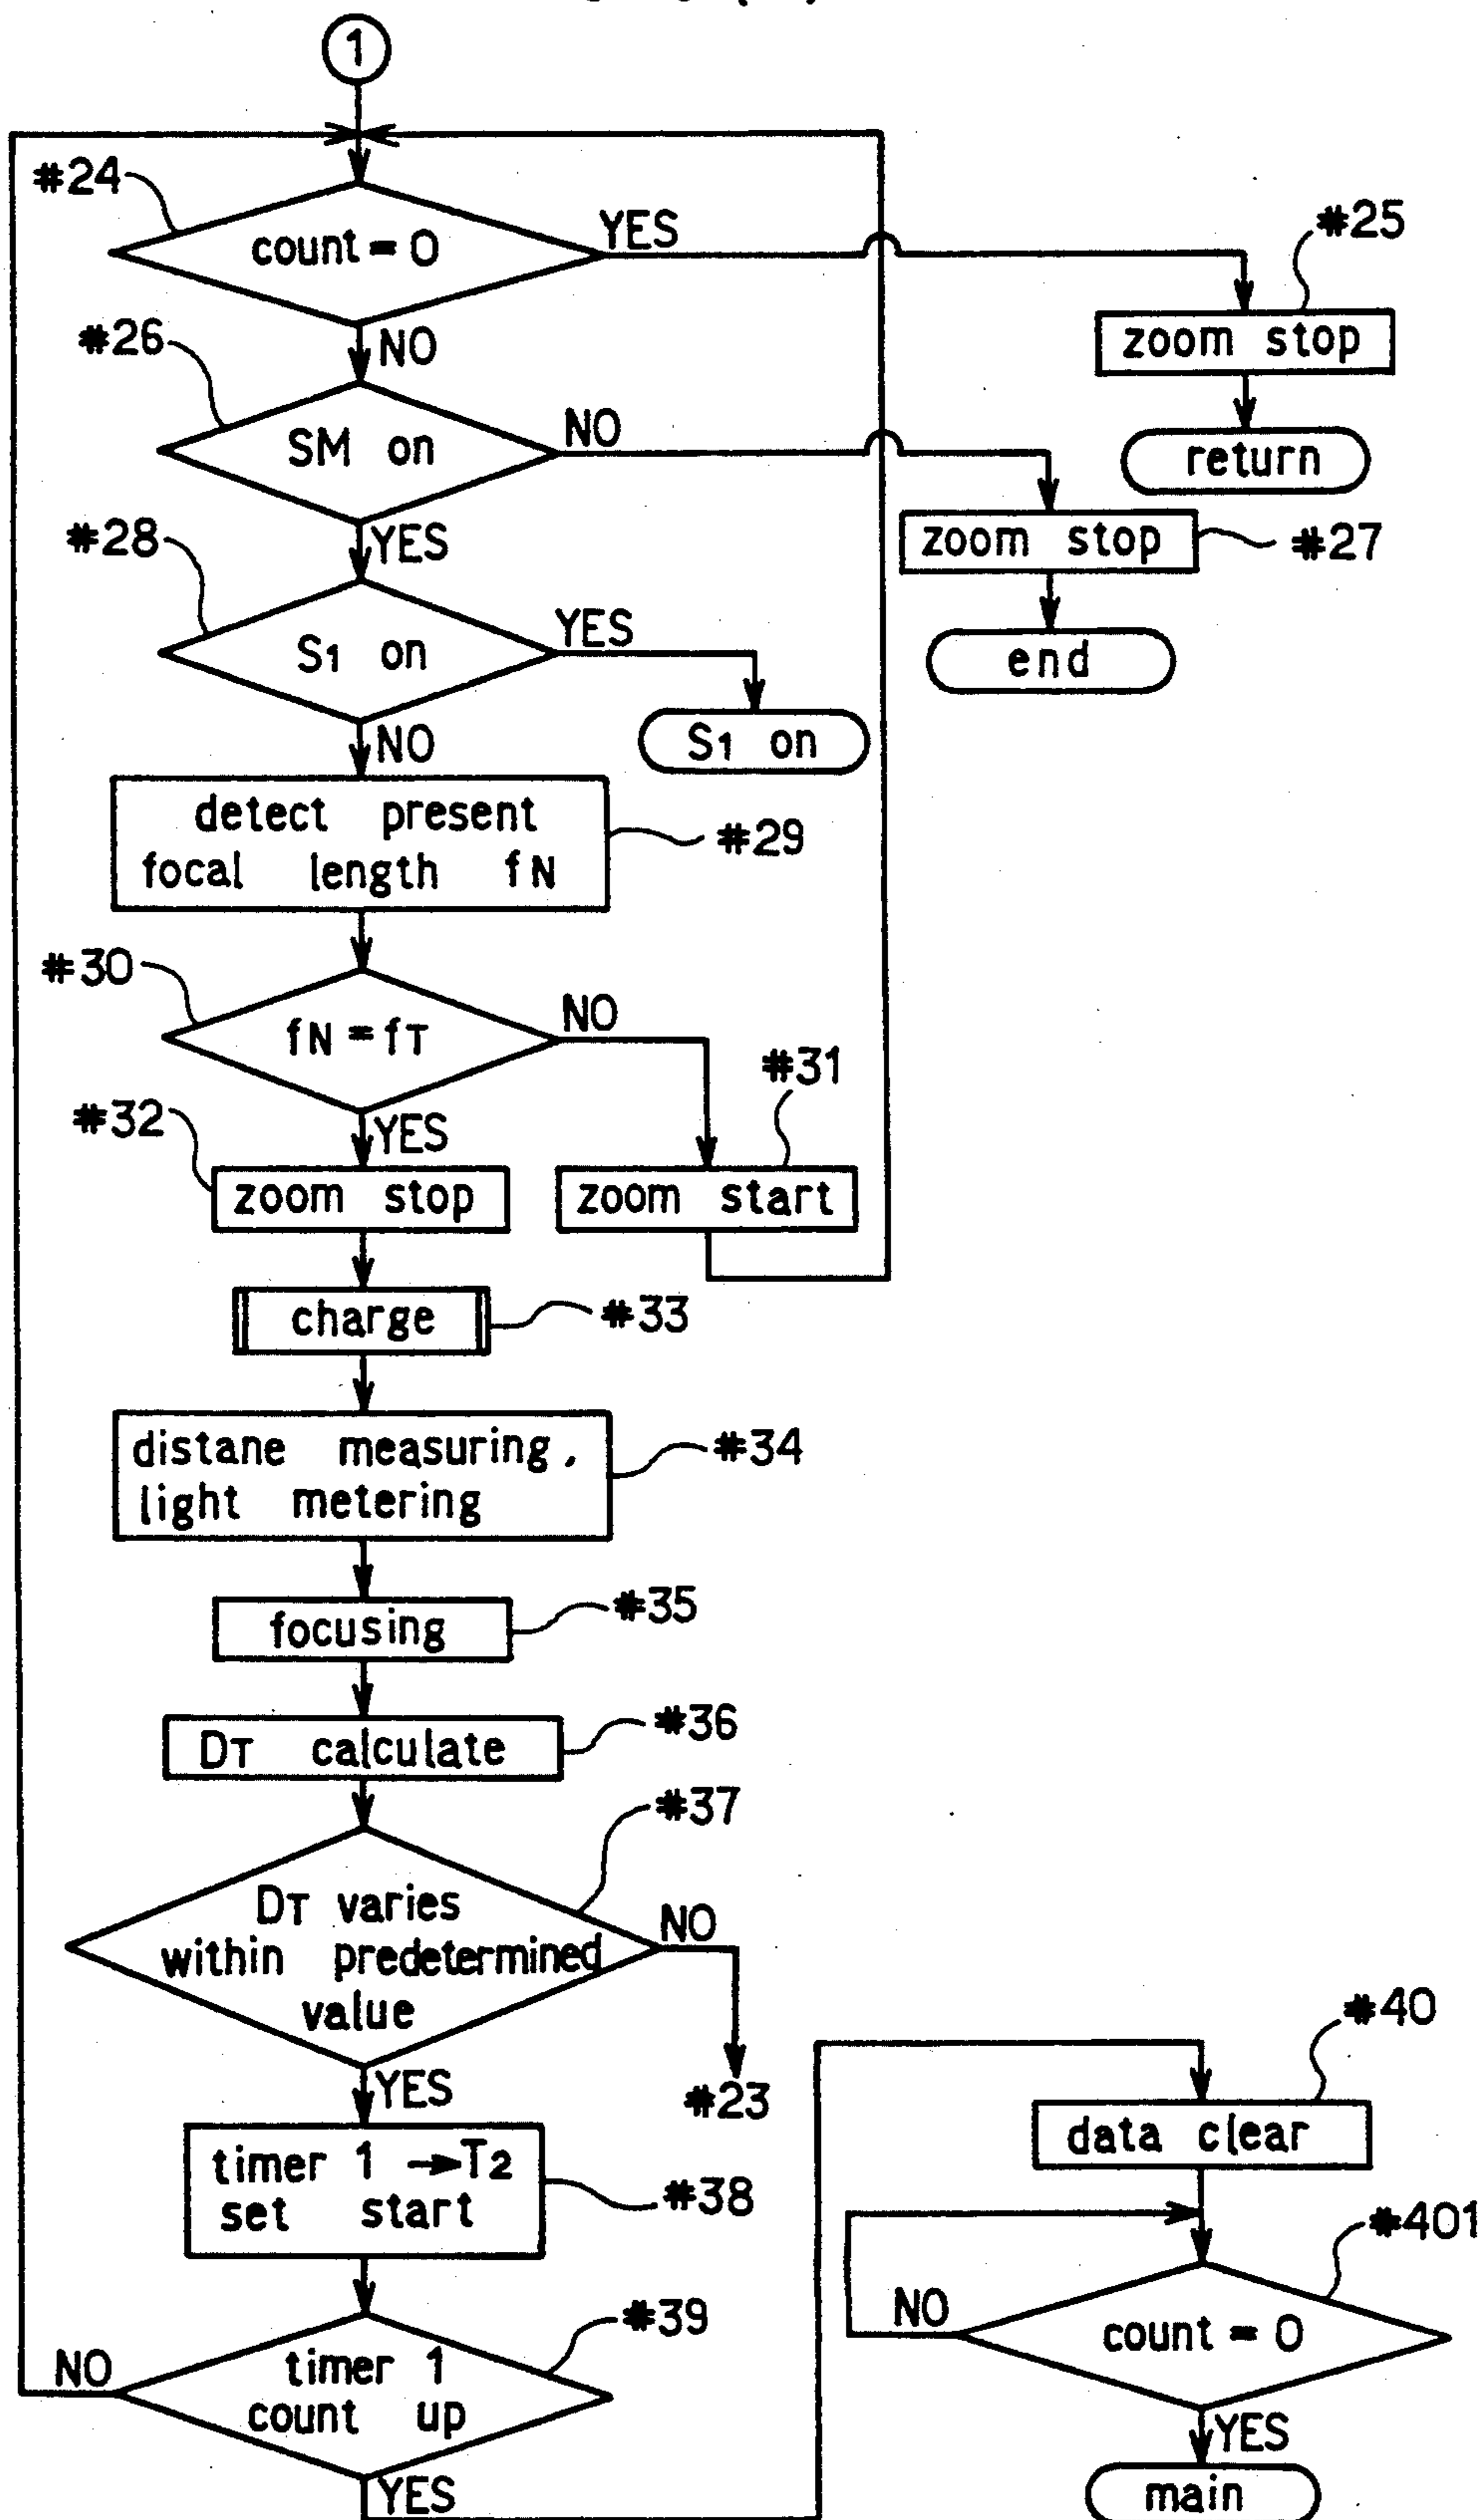 1
#24
count = 0
YES
#25
zoom stop
return
NO
#26
SM on
NO
zoom stop
#27
end
YES
#28
S1 on
YES
S1 on
NO
detect present
focal length fN
#29
#30
fN = fT
NO
#31
zoom start
YES
#32
zoom stop
charge
#33
distane measuring,
light metering
#34
focusing
#35
DT calculate
#36
#37
DT varies
within predetermined
value
NO
#23
YES
timer 1 → T2
set start
#38
#39
timer 1
count up
NO
YES
#40
data clear
#401
count = 0
NO
YES
main